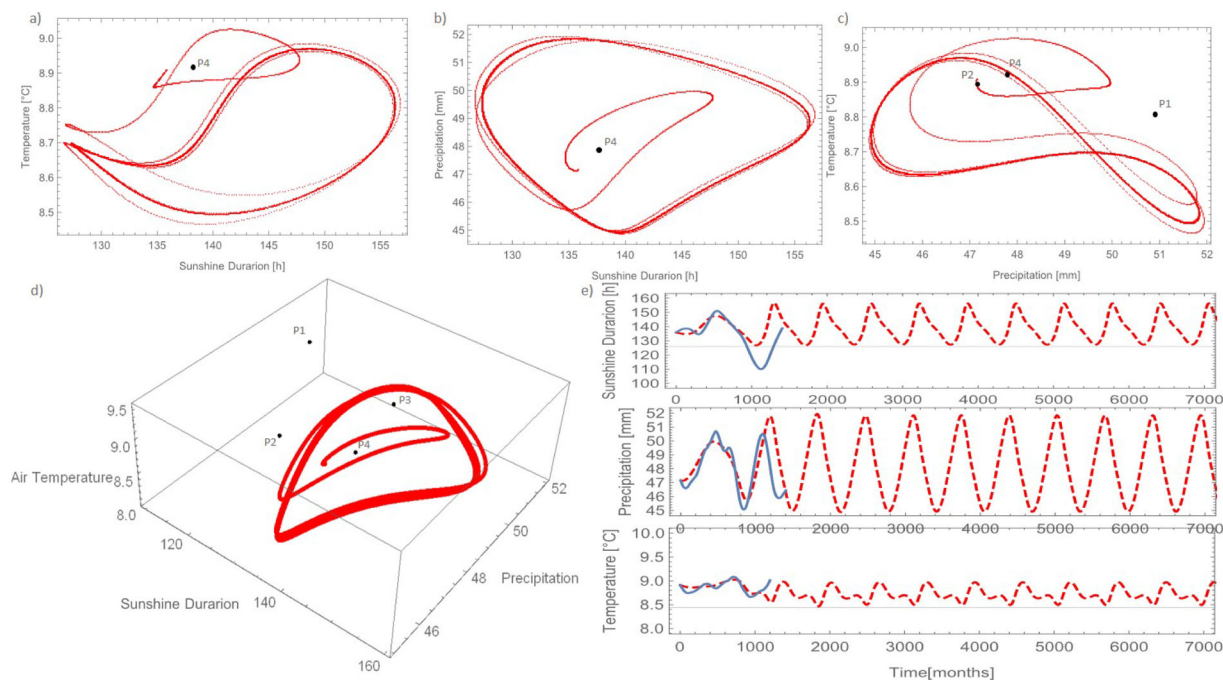 a)
Temperature [°C]
9.0
8.9
8.8
8.7
8.6
8.5
P4
130 135 140 145 150 155
Sunshine Durarion [h]
b)
Precipitation [mm]
52
51
50
49
48
47
46
45
P4
130 135 140 145 150 155
Sunshine Durarion [h]
c)
Temperature [°C]
9.0
8.9
8.8
8.7
8.6
8.5
P4
P2
P1
45 46 47 48 49 50 51 52
Precipitation [mm]
d)
P1
P3
P2
P4
9.5
9.0
Air Temperature
8.5
8.0
120
140
160
Sunshine Durarion
52
50
48
46
Precipitation
e)
Sunshine Durarion [h]
160
150
140
130
120
110
100
0 1000 2000 3000 4000 5000 6000 7000
Precipitation [mm]
52
51
50
49
48
47
46
45
0 1000 2000 3000 4000 5000 6000 7000
Temperature [°C]
10.0
9.5
9.0
8.5
8.0
0 1000 2000 3000 4000 5000 6000 7000
Time[months]